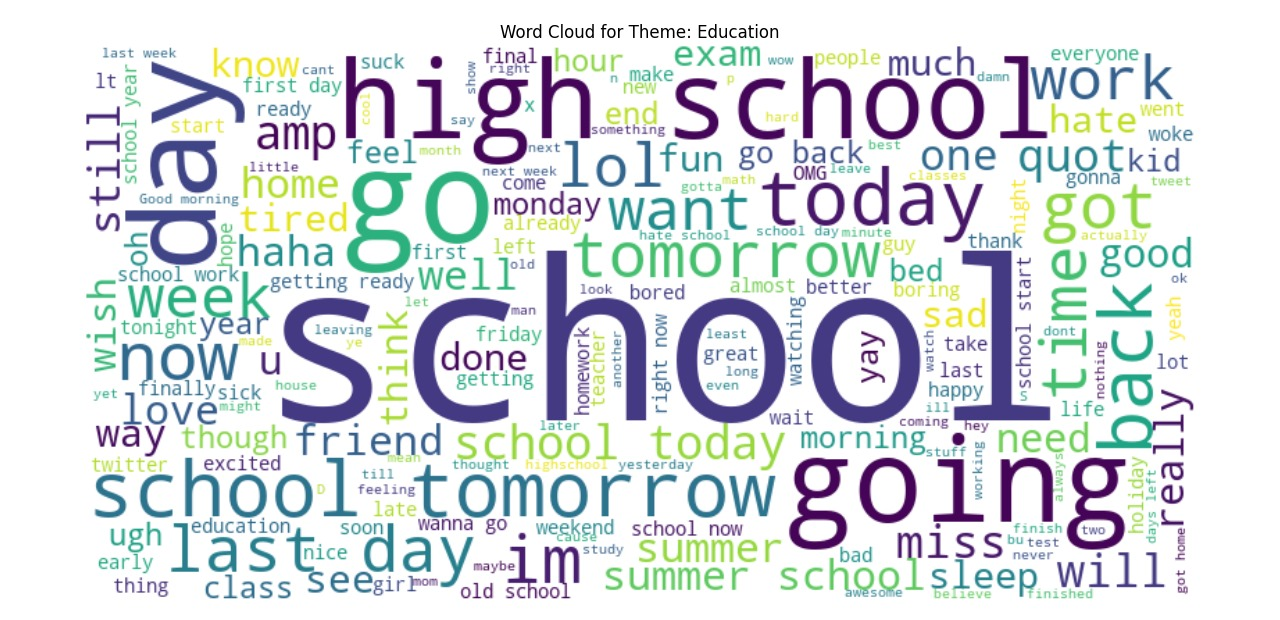 Word Cloud for Theme: Education
last week
know
cant
suck
show
final
right
hour
n
make
new
exam
wow
p
people
much
damn
everyone
work
lt
first day
cool
high school
say
x
end
something
hard
hate
went
woke
school year
day
ready
start
amp
still
little
feel
month
next
next week
lol
fun
gotta
math
go back
OMG
best
leave
one
classes
quot
gonna
kid
tweet
Good morning
home
tired
go
come
monday
already
want
hate school
today
school day
minute
night
got
actually
oh
hope
haha
first
left
old
tomorrow
guy
thank
good
school work
getting ready
well
look
bored
almost
better
bed
boring
ok
wish
week
let
man
watching
sad
school start
time
back
yeah
tonight
year
made
leaving
ye
think
friday
school
least
great
long
even
yay
watch
take
dont
nothing
lot
now
u
done
getting
homework
teacher
another
right now
last
happy
S
yet
finally
sick
house
might
love
later
wait
ill
coming
hey
life
way
though
friend
mean
school today
morning
stuff
need
really
twitter
excited
till
thought
highschool
yesterday
working
always
holiday
days left
school tomorrow
D
feeling
late
going
ugh
education
soon
wanna go
weekend
cause
school now
finish
bu
test
two
never
early
last day
nice
maybe
im
study
summer
bad
miss
got home
thing
class
see
girl
mom
old school
summer school
awesome
sleep
believe
finished
will